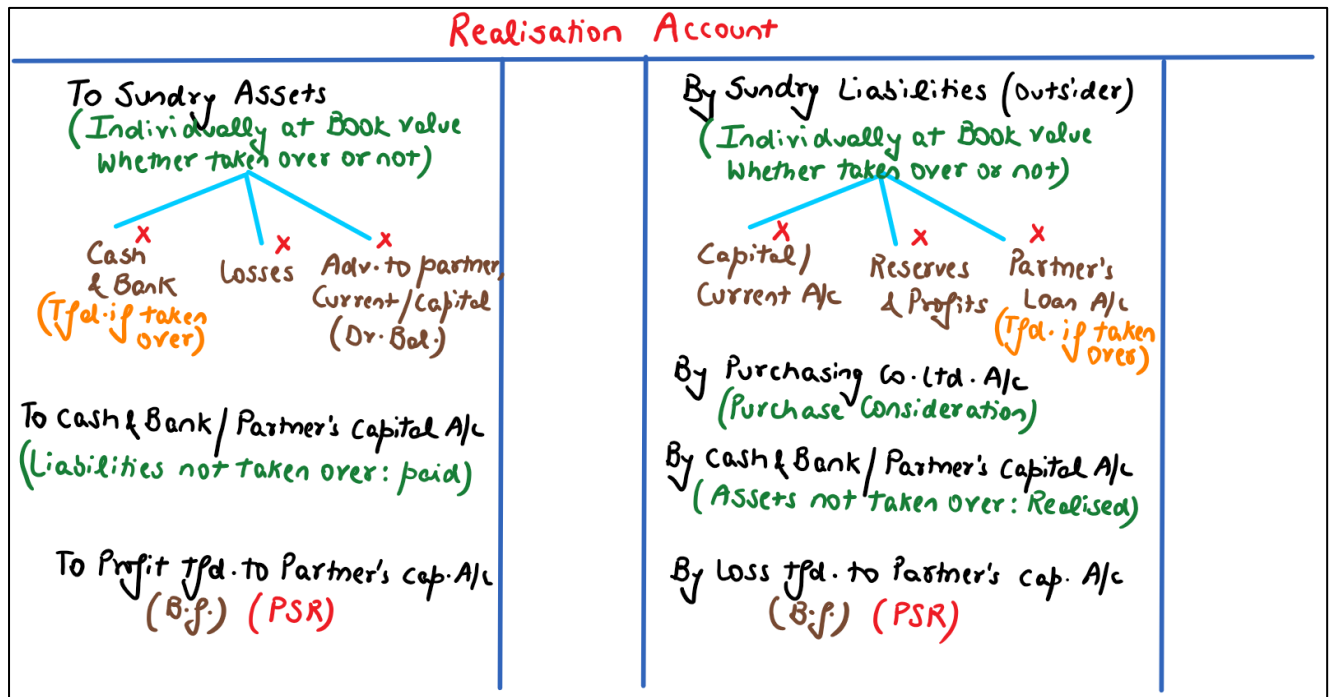 Realisation Account
To Sundry Assets
(Individually at Book value
whether taken over or not)
x x x
Cash
& Bank
(Tfd. if taken
over)
Losses
Adv. to partner,
Current/Capital
(Dr. Bal.)
To Cash & Bank/Partner's Capital A/c
(Liabilities not taken over: paid)
To Profit tfd. to Partner's cap. A/c
(B.f.) (PSR)
By Sundry Liabilities (Outsider)
(Individually at Book value
whether taken over or not)
x x x
Capital/
Current A/c
Reserves
& Profits
Partner's
Loan A/c
(Tfd. if taken
over)
By Purchasing Co. Ltd. A/c
(Purchase Consideration)
By Cash & Bank/Partner's Capital A/c
(Assets not taken over: Realised)
By Loss tfd. to Partner's cap. A/c
(B.f.) (PSR)